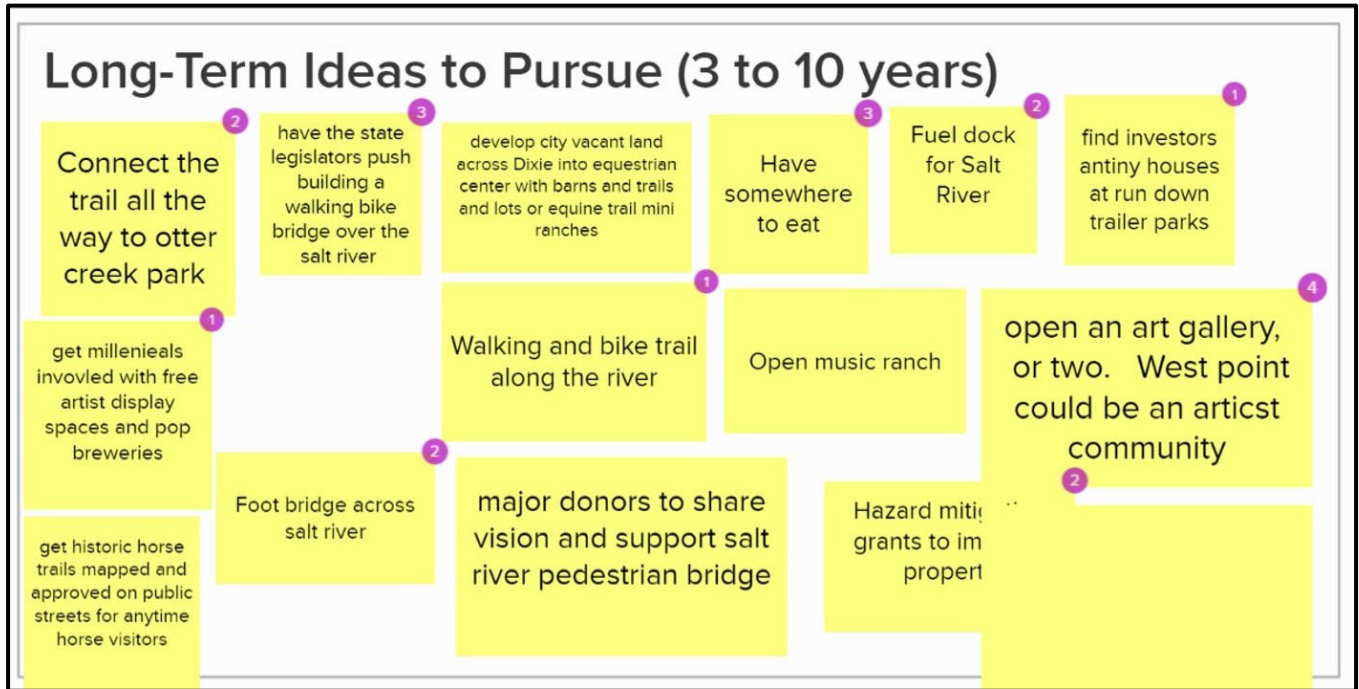 Long-Term Ideas to Pursue (3 to 10 years)
2
Connect the
trail all the
way to otter
creek park
3
have the state
legislators push
building a
walking bike
bridge over the
salt river
develop city vacant land
across Dixie into equestrian
center with barns and trails
and lots or equine trail mini
ranches
3
Have
somewhere
to eat
2
Fuel dock
for Salt
River
1
find investors
antiny houses
at run down
trailer parks
1
get millenieals
invovled with free
artist display
spaces and pop
breweries
1
Walking and bike trail
along the river
Open music ranch
4
open an art gallery,
or two. West point
could be an articst
community
2
Foot bridge across
salt river
major donors to share
vision and support salt
river pedestrian bridge
2
Hazard
grants to
get historic horse
trails mapped and
approved on public
streets for anytime
horse visitors